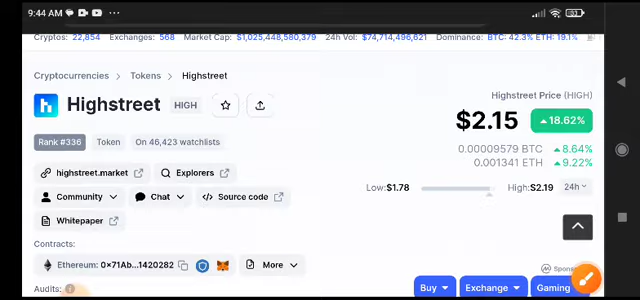 9:44 AM
Cryptos: 22,854 Exchanges: 568 Market Cap: $1,025,448,580,379 24h Vol: $74,714,496,621 Dominance: BTC: 42.3% ETH: 19.1%
Cryptocurrencies > Tokens > Highstreet
Highstreet Price (HIGH)
Highstreet HIGH
$2.15 18.62%
Rank #336 Token On 46,423 watchlists
0.00009579 BTC 8.64%
0.001341 ETH 9.22%
highstreet.market Explorers
Low:$1.78 High:$2.19 24h
Community Chat Source code
Whitepaper
Contracts:
Ethereum: 0x71Ab...1420282 More
Audits:
Buy Exchange Gaming